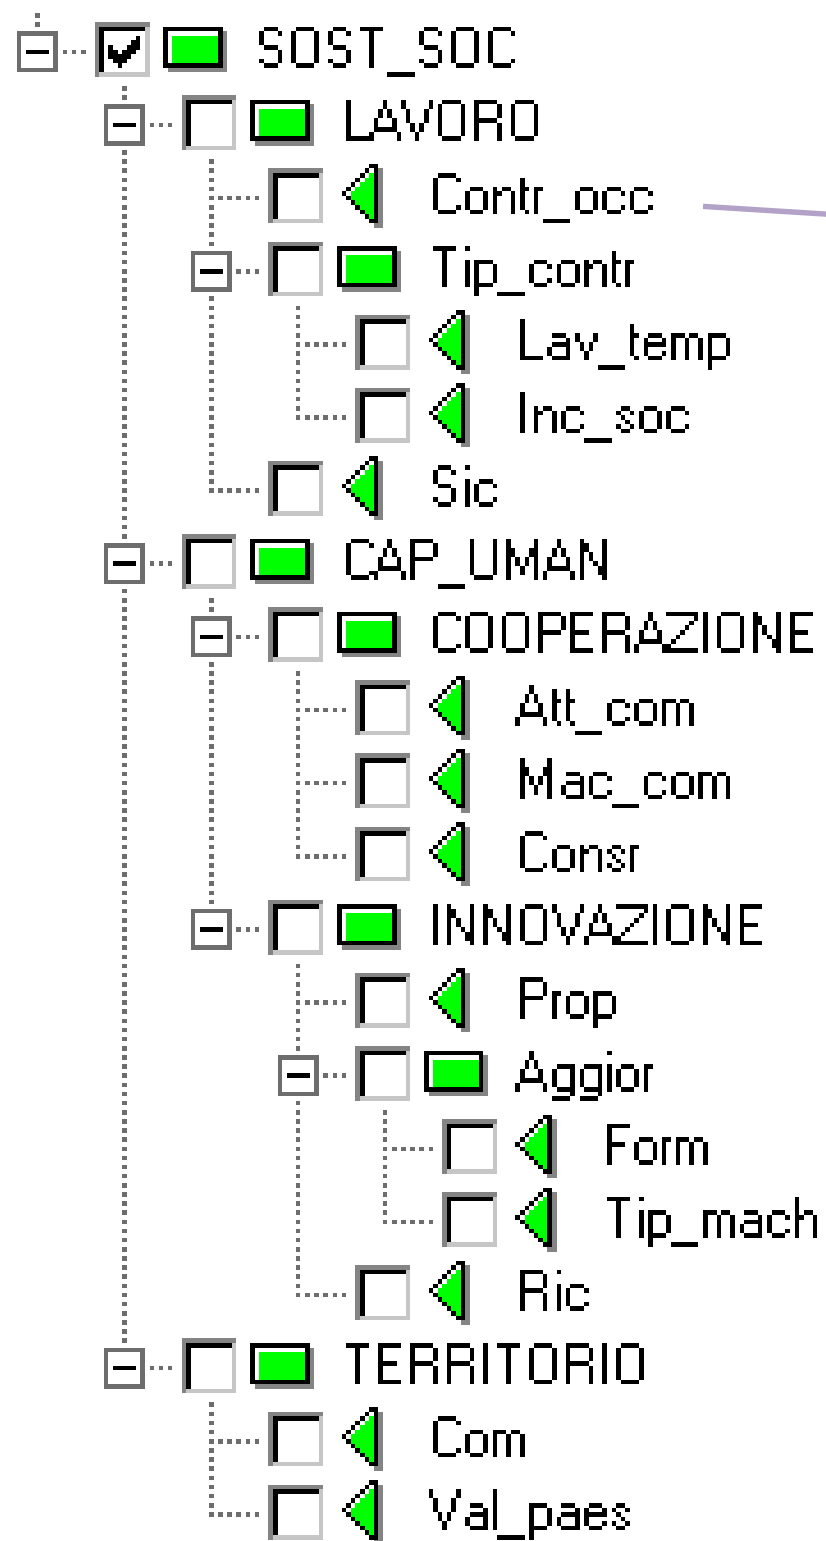 SOST_SOC
LAVORO
Contr_occ
Tip_contr
Lav_temp
Inc_soc
Sic
CAP_UMAN
COOPERAZIONE
Att_com
Mac_com
Consr
INNOVAZIONE
Prop
Aggior
Form
Tip_mach
Ric
TERRITORIO
Com
Val_paes